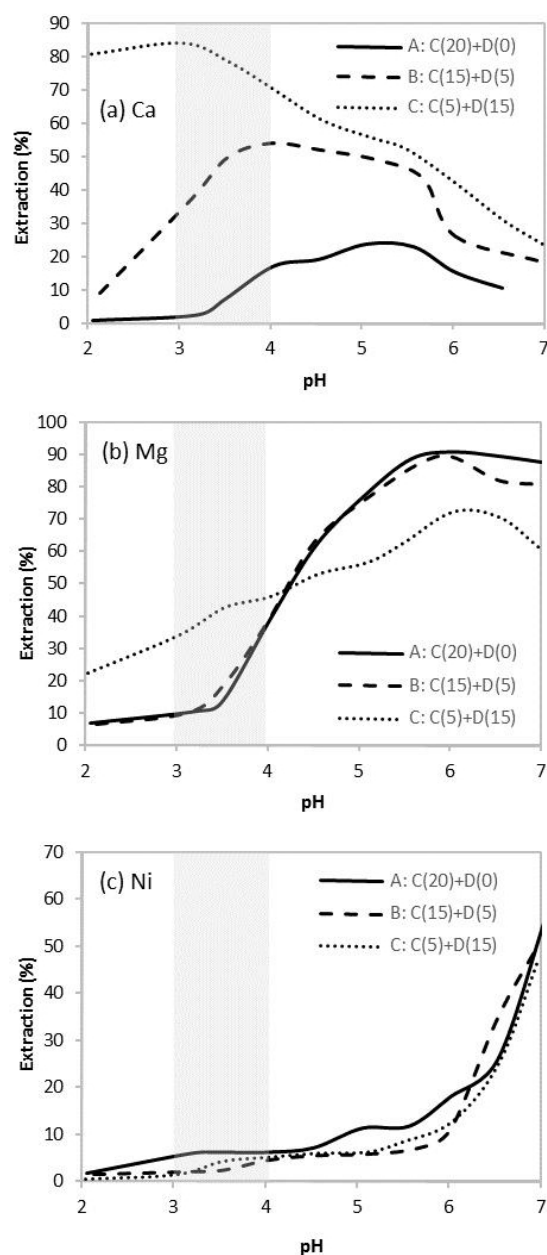 90
80
70
60
50
40
30
20
10
0
Extraction (%)
(a) Ca
A: C(20)+D(0)
B: C(15)+D(5)
C: C(5)+D(15)
2 3 4 5 6 7
pH
100
90
80
70
60
50
40
30
20
10
0
Extraction (%)
(b) Mg
A: C(20)+D(0)
B: C(15)+D(5)
C: C(5)+D(15)
2 3 4 5 6 7
pH
70
60
50
40
30
20
10
0
Extraction (%)
(c) Ni
A: C(20)+D(0)
B: C(15)+D(5)
C: C(5)+D(15)
2 3 4 5 6 7
pH